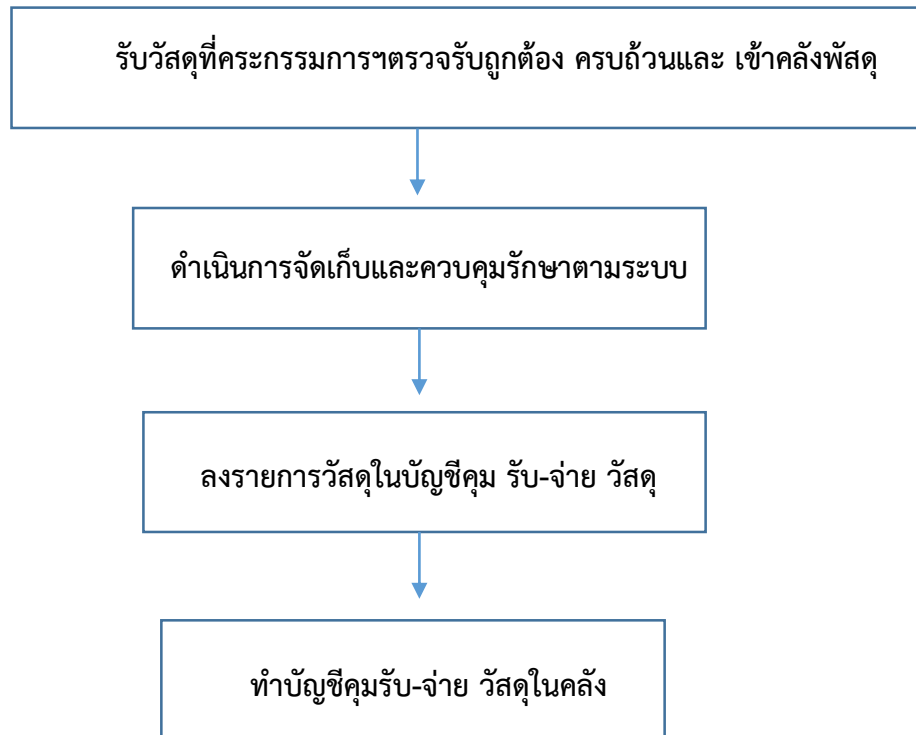 รับวัสดุที่คระกรรมการฯตรวจรับถูกต้อง ครบถ้วนและ เข้าคลังพัสดุ
ดำเนินการจัดเก็บและควบคุมรักษาตามระบบ
ลงรายการวัสดุในบัญชีคุม รับ-จ่าย วัสดุ
ทำบัญชีคุมรับ-จ่าย วัสดุในคลัง